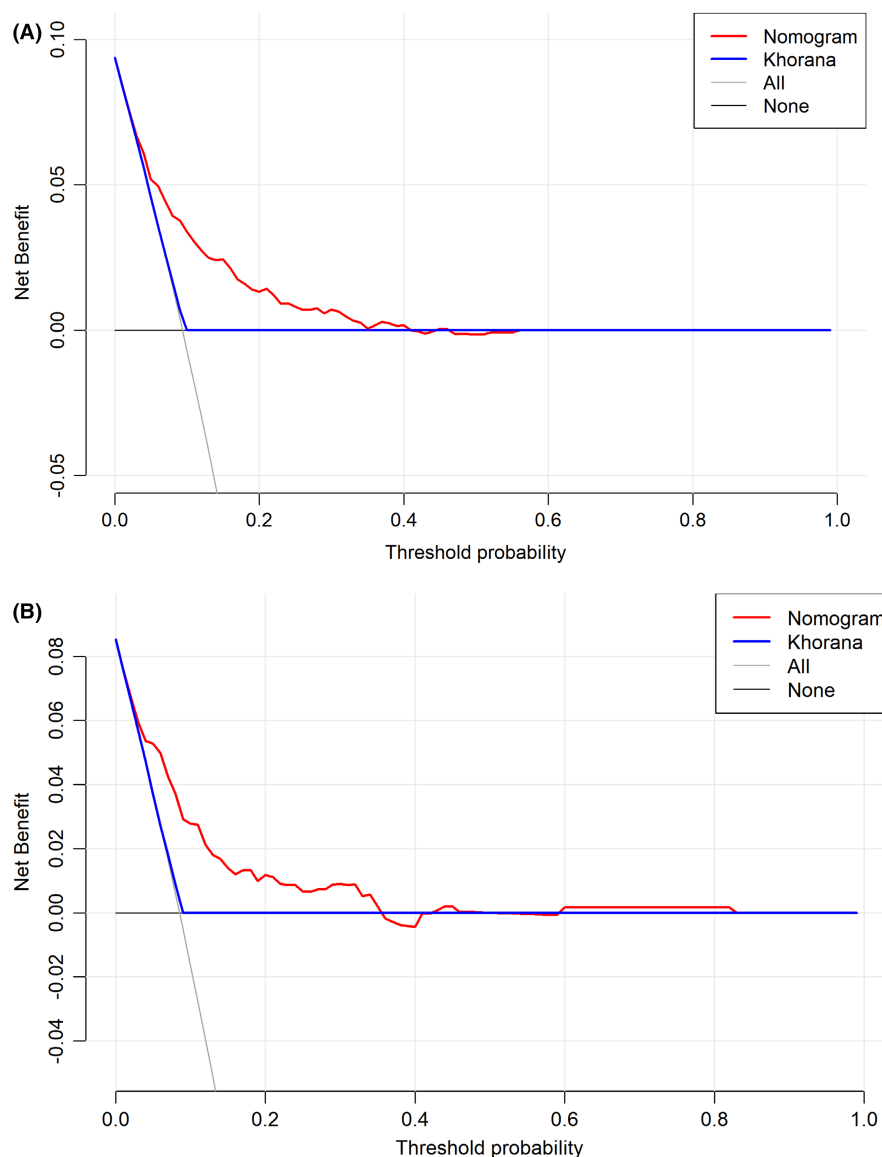 (A)
Nomogram
Khorana
All
None
0.10
0.05
0.00
-0.05
Net Benefit
0.0 0.2 0.4 0.6 0.8 1.0
Threshold probability
(B)
Nomogram
Khorana
All
None
0.08
0.06
0.04
0.02
0.00
-0.02
-0.04
Net Benefit
0.0 0.2 0.4 0.6 0.8 1.0
Threshold probability